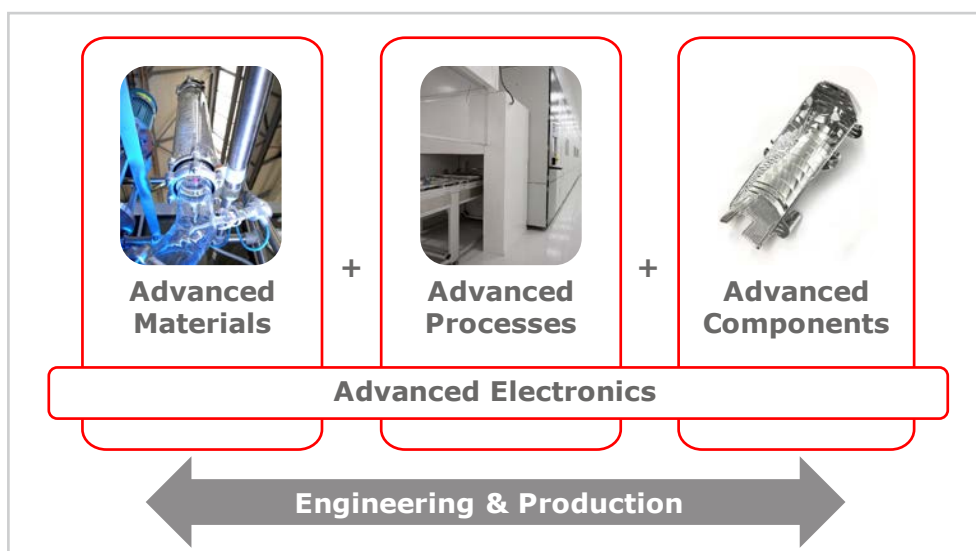 Advanced
Materials
+
Advanced
Processes
+
Advanced
Components
Advanced Electronics
Engineering & Production